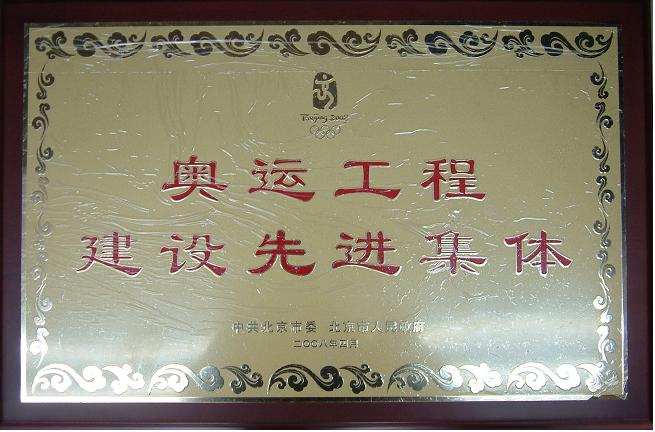 Beijing 2008
奥运工程
建设先进集体
中共北京市委 北京市人民政府
二〇〇八年四月